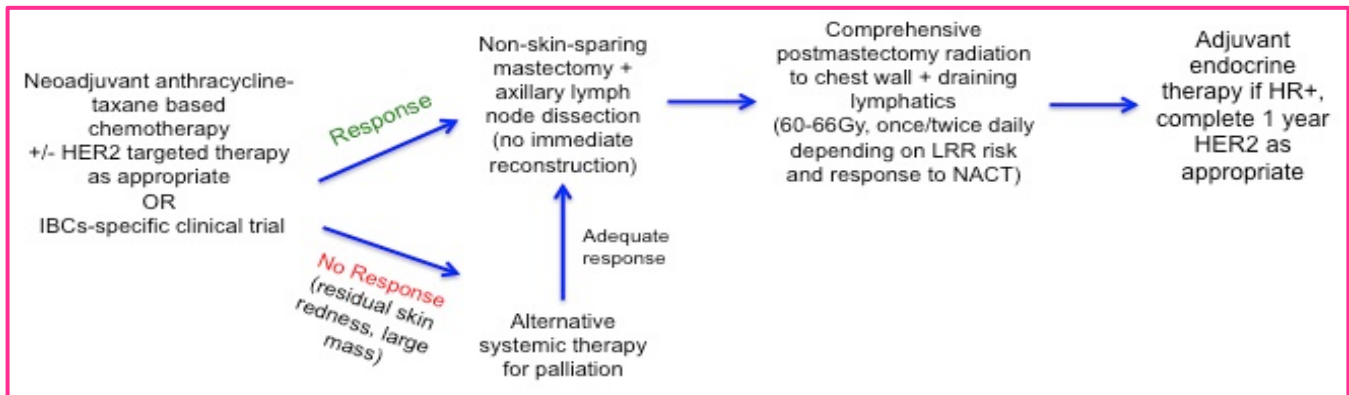 Neoadjuvant anthracycline-
taxane based
chemotherapy
+/- HER2 targeted therapy
as appropriate
OR
IBCs-specific clinical trial
Response
No Response
(residual skin
redness, large
mass)
Non-skin-sparing
mastectomy +
axillary lymph
node dissection
(no immediate
reconstruction)
Adequate
response
Alternative
systemic therapy
for palliation
Comprehensive
postmastectomy radiation
to chest wall + draining
lymphatics
(60-66Gy, once/twice daily
depending on LRR risk
and response to NACT)
Adjuvant
endocrine
therapy if HR+,
complete 1 year
HER2 as
appropriate